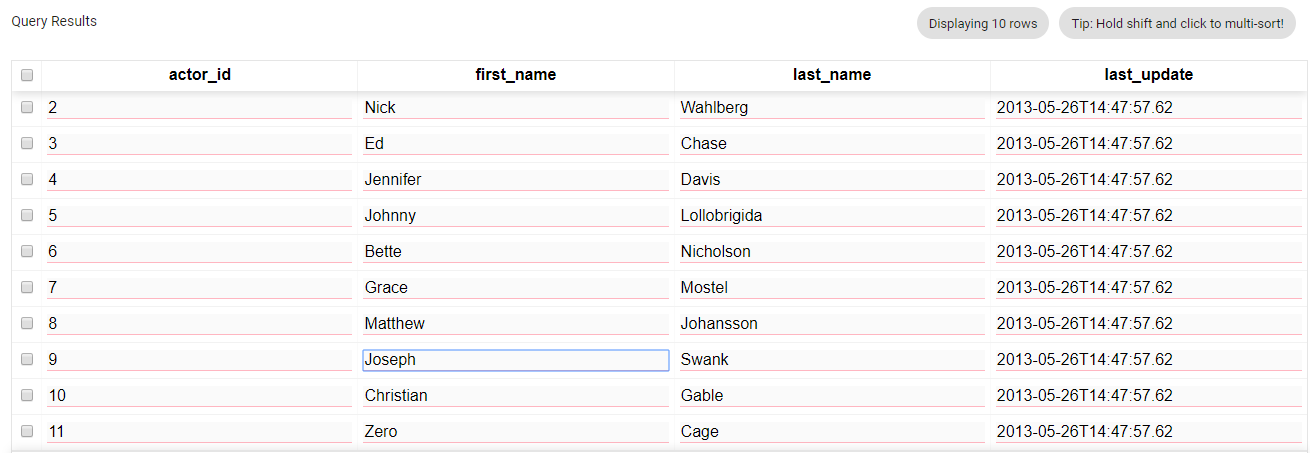 Query Results Displaying 10 rows Tip: Hold shift and click to multi-sort!
actor_id first_name last_name last_update
2 Nick Wahlberg 2013-05-26T14:47:57.62
3 Ed Chase 2013-05-26T14:47:57.62
4 Jennifer Davis 2013-05-26T14:47:57.62
5 Johnny Lollobrigida 2013-05-26T14:47:57.62
6 Bette Nicholson 2013-05-26T14:47:57.62
7 Grace Mostel 2013-05-26T14:47:57.62
8 Matthew Johansson 2013-05-26T14:47:57.62
9 Joseph Swank 2013-05-26T14:47:57.62
10 Christian Gable 2013-05-26T14:47:57.62
11 Zero Cage 2013-05-26T14:47:57.62